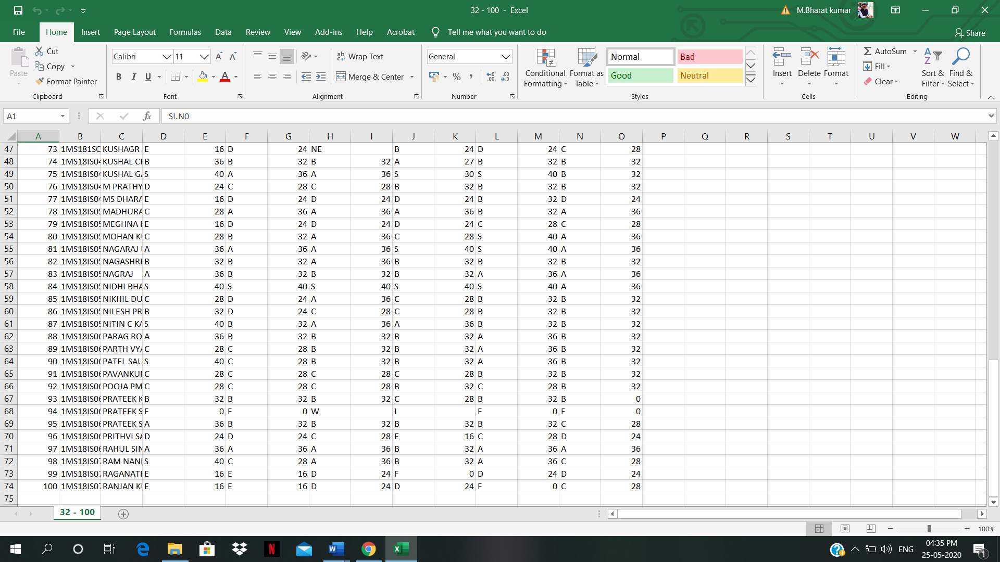 32 - 100 - Excel
M.Bharat kumar
File Home Insert Page Layout Formulas Data Review View Add-ins Help Acrobat Tell me what you want to do Share
Paste Cut Copy Format Painter Clipboard
Calibri 11 B I U A Font
Wrap Text Merge & Center Alignment
General % , Number
Conditional Formatting Format as Table Normal Bad Good Neutral Styles
Insert Delete Format Cells
AutoSum Fill Clear Sort & Filter Find & Select Editing
A1 fx SI.N0
A B C D E F G H I J K L M N O P Q R S T U V W
47 73 1MS181SC KUSHAGR E 16 D 24 NE B 24 D 24 C 28
48 74 1MS18IS04 KUSHAL CH B 36 B 32 B 32 A 27 B 32 B 32
49 75 1MS18IS04 KUSHAL GA S 40 A 36 A 36 S 30 S 40 B 32
50 76 1MS18IS04 M PRATHY D 24 C 28 C 28 B 32 B 32 B 32
51 77 1MS18IS04 MS DHARA E 16 D 24 D 24 D 24 B 32 D 24
52 78 1MS18IS05 MADHURA C 28 A 36 A 36 A 36 B 32 A 36
53 79 1MS18IS05 MEGHNA E 16 D 24 D 24 D 24 C 28 C 28
54 80 1MS18IS05 MOHAN KU C 28 B 32 A 36 C 28 S 40 A 36
55 81 1MS18IS05 NAGARAJ A 36 A 36 A 36 S 40 S 40 A 36
56 82 1MS18IS05 NAGASHRE B 32 B 32 A 36 B 32 B 32 B 32
57 83 1MS18IS05 NAGRAJ A 36 B 32 B 32 B 32 A 36 A 36
58 84 1MS18IS05 NIDHI BHA S 40 S 40 S 40 S 40 S 40 A 36
59 85 1MS18IS05 NIKHIL DU C 28 D 24 A 36 C 28 B 32 B 32
60 86 1MS18IS05 NILESH PR B 32 D 24 C 28 C 28 B 32 B 32
61 87 1MS18IS05 NITIN C KA S 40 B 32 A 36 A 36 B 32 B 32
62 88 1MS18IS06 PARAG RO A 36 B 32 B 32 B 32 A 36 B 32
63 89 1MS18IS06 PARTH VYA C 28 C 28 B 32 B 32 A 36 B 32
64 90 1MS18IS06 PATEL SAU S 40 C 28 B 32 B 32 A 36 B 32
65 91 1MS18IS06 PAVANKUM C 28 C 28 C 28 C 28 B 32 B 32
66 92 1MS18IS06 POOJA PM C 28 C 28 C 28 B 32 C 28 B 32
67 93 1MS18IS06 PRATEEK K B 32 B 32 B 32 C 28 B 32 B 0
68 94 1MS18IS06 PRATEEK S F 0 F 0 W I F 0 F 0
69 95 1MS18IS06 PRATEEK S A 36 B 32 B 32 B 32 B 32 C 28
70 96 1MS18IS06 PRITHVI SA D 24 D 24 C 28 E 16 C 28 D 24
71 97 1MS18IS06 RAHUL SIN A 36 A 36 A 36 B 32 A 36 A 36
72 98 1MS18IS07 RAM NANI S 40 C 28 A 36 B 32 A 36 C 28
73 99 1MS18IS07 RAGANATH E 16 E 16 D 24 F 0 D 24 D 24
74 100 1MS18IS07 RANJAN KU E 16 E 16 D 24 D 24 F 0 C 28
75
32 - 100
100%
ENG 04:35 PM
25-05-2020
1